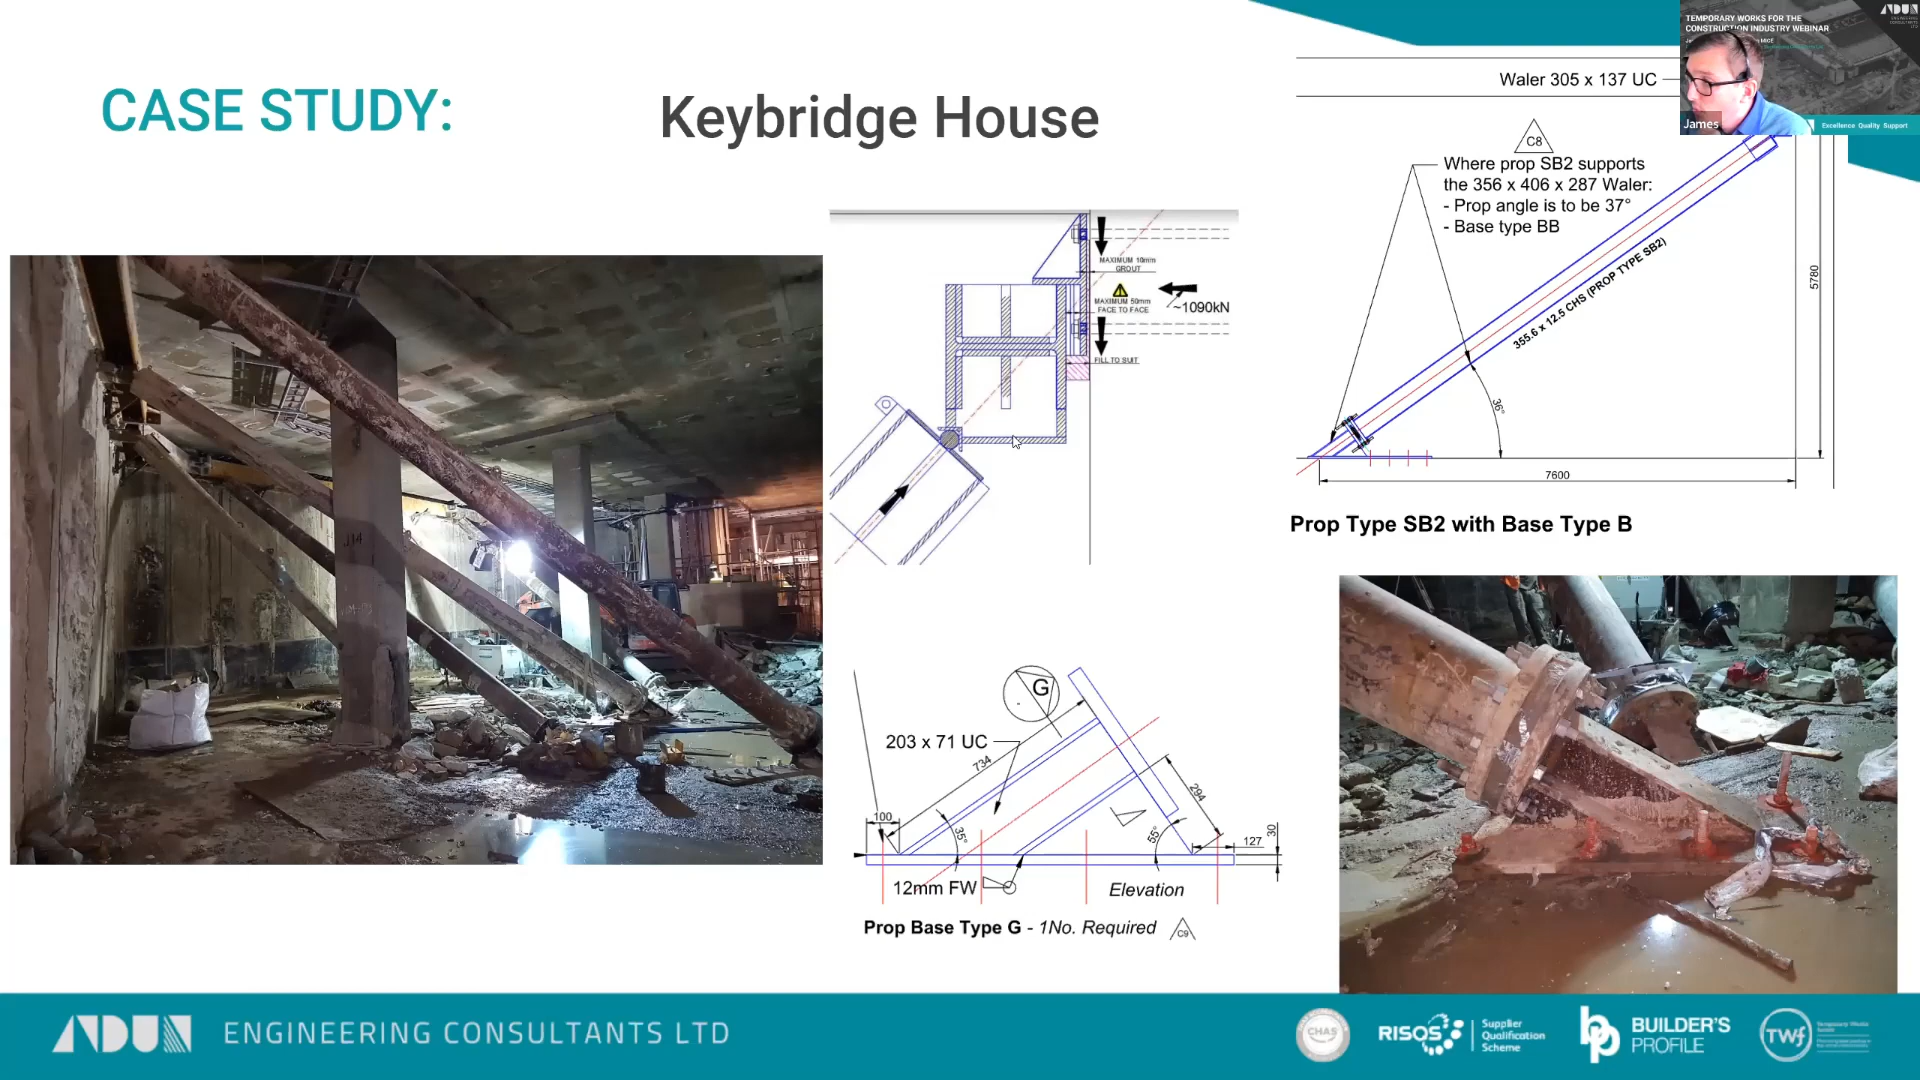 CASE STUDY:
Keybridge House
TEMPORARY WORKS FOR THE
CONSTRUCTION INDUSTRY WEBINAR
MICE
ADUN
James
Excellence Quality Support
Waler 305 x 137 UC
C8
Where prop SB2 supports
the 356 x 406 x 287 Waler:
- Prop angle is to be 37°
- Base type BB
355.6 x 12.5 CHS (PROP TYPE SB2)
5780
36°
7600
Prop Type SB2 with Base Type B
MAXIMUM 10mm
GROUT
MAXIMUM 50mm
FACE TO FACE
~1090kN
FILL TO SUIT
G
203 x 71 UC
734
294
100
35°
55°
127
30
12mm FW
Elevation
Prop Base Type G - 1No. Required
C9
ADUN ENGINEERING CONSULTANTS LTD
CHAS
RISQS
Supplier
Qualification
Scheme
bp
BUILDER'S
PROFILE
TWf